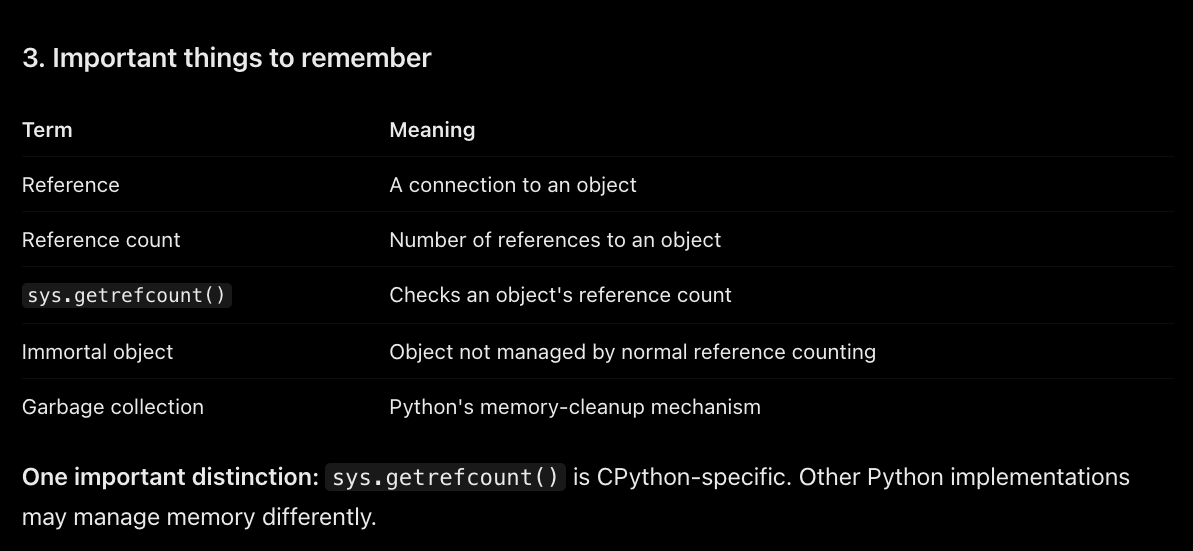 3. Important things to remember
Term Meaning
Reference A connection to an object
Reference count Number of references to an object
sys.getrefcount() Checks an object's reference count
Immortal object Object not managed by normal reference counting
Garbage collection Python's memory-cleanup mechanism
One important distinction: sys.getrefcount() is CPython-specific. Other Python implementations
may manage memory differently.